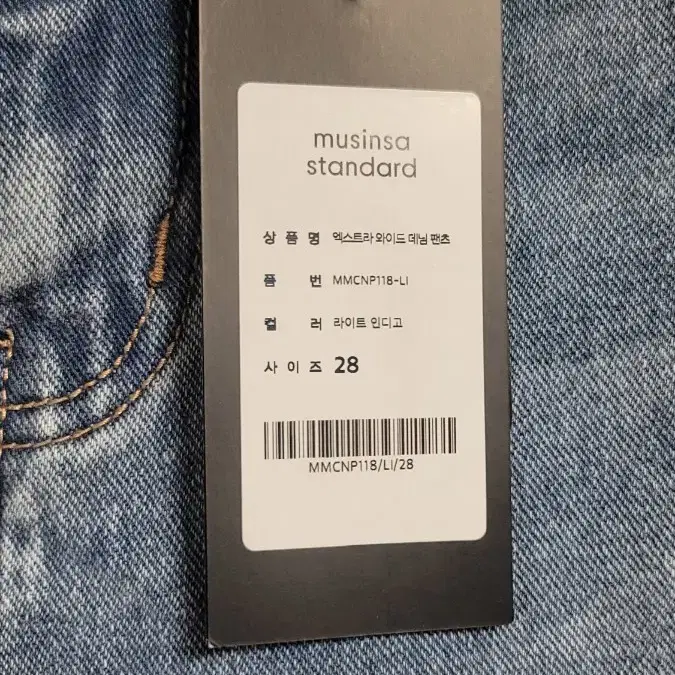 musinsa
standard
상 품 명 엑스트라 와이드 데님 팬츠
품 번 MMCNP118-LI
컬 러 라이트 인디고
사 이 즈 28
MMCNP118/LI/28